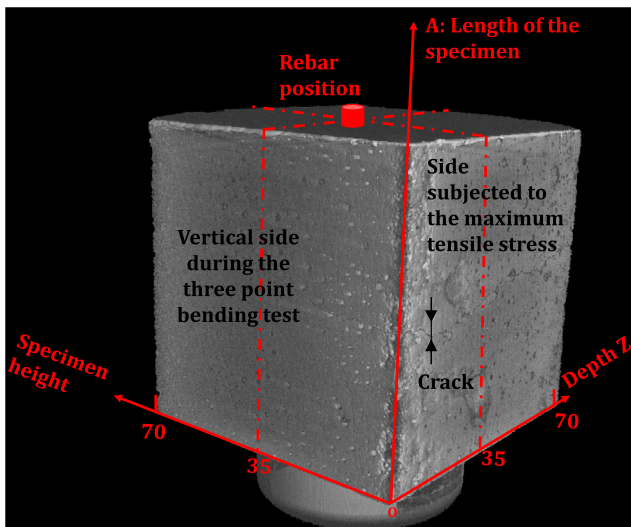 A: Length of the
specimen
Rebar
position
Side
subjected to
the maximum
tensile stress
Vertical side
during the
three point
bending test
Specimen
height
Crack
Depth Z
70
35
o
35
70